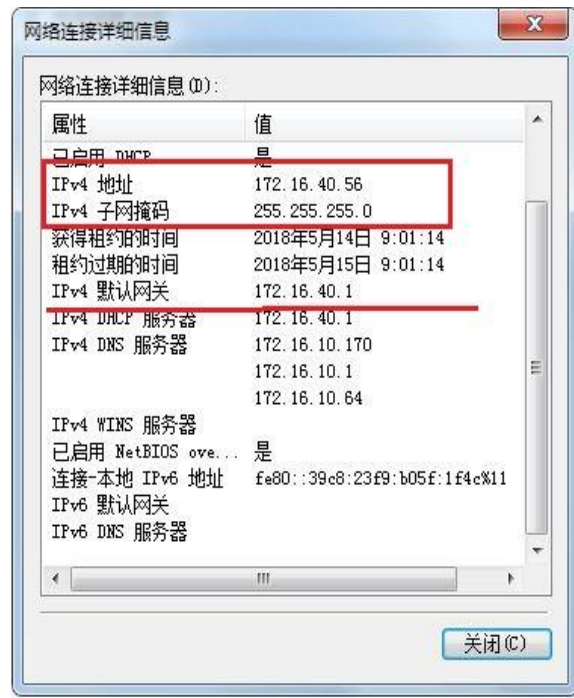 网络连接详细信息
网络连接详细信息(D):
属性 值
已启用 DHCP 是
IPv4 地址 172.16.40.56
IPv4 子网掩码 255.255.255.0
获得租约的时间 2018年5月14日 9:01:14
租约过期的时间 2018年5月15日 9:01:14
IPv4 默认网关 172.16.40.1
IPv4 DHCP 服务器 172.16.40.1
IPv4 DNS 服务器 172.16.10.170
172.16.10.1
172.16.10.64
IPv4 WINS 服务器
已启用 NetBIOS ove... 是
连接-本地 IPv6 地址 fe80::39c8:23f9:b05f:1f4c%11
IPv6 默认网关
IPv6 DNS 服务器
关闭(C)